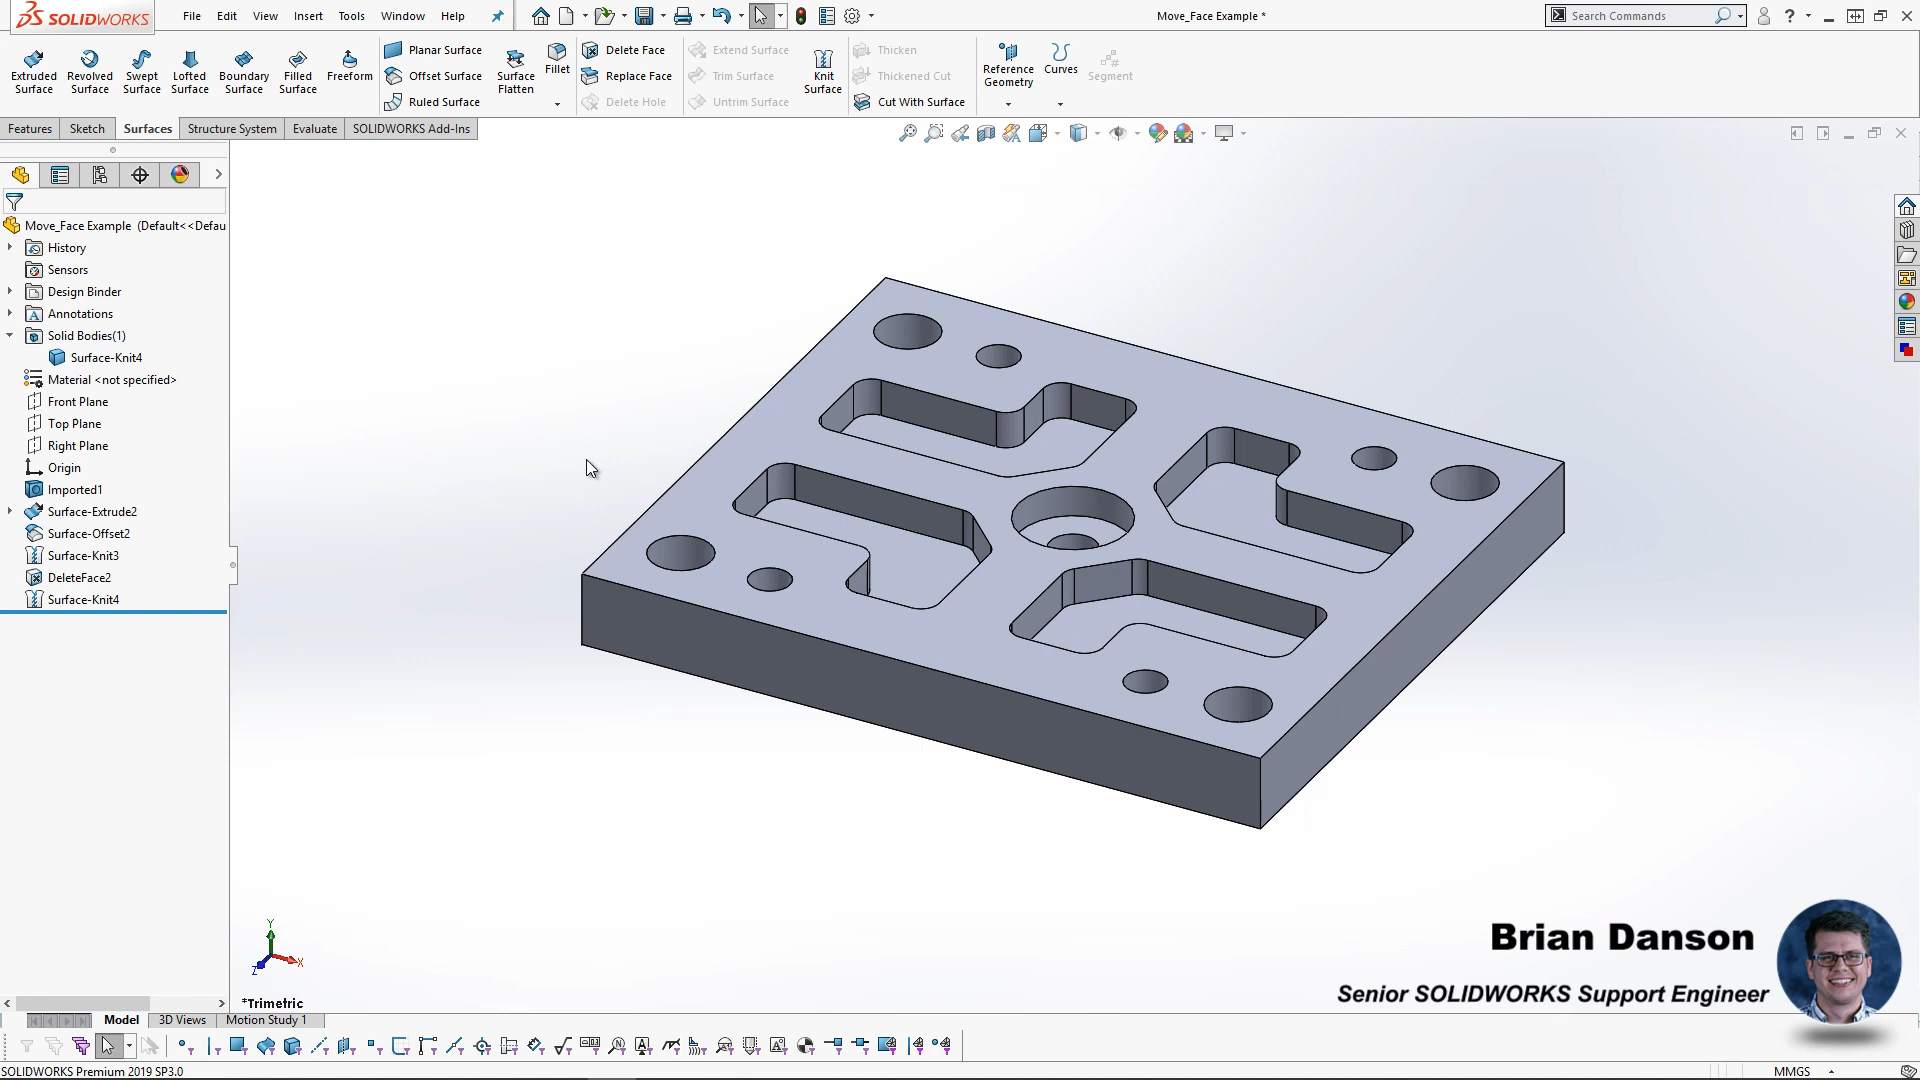 SOLIDWORKS File Edit View Insert Tools Window Help Move_Face Example * Search Commands
Extruded Surface
Revolved Surface
Swept Surface
Lofted Surface
Boundary Surface
Filled Surface
Freeform
Planar Surface
Offset Surface
Ruled Surface
Surface Flatten
Fillet
Delete Face
Replace Face
Delete Hole
Extend Surface
Trim Surface
Untrim Surface
Knit Surface
Thicken
Thickened Cut
Cut With Surface
Reference Geometry
Curves
Segment
Features Sketch Surfaces Structure System Evaluate SOLIDWORKS Add-Ins
Move_Face Example (Default<<Defau
History
Sensors
Design Binder
Annotations
Solid Bodies(1)
Surface-Knit4
Material <not specified>
Front Plane
Top Plane
Right Plane
Origin
Imported1
Surface-Extrude2
Surface-Offset2
Surface-Knit3
DeleteFace2
Surface-Knit4
Y
X
Z
*Trimetric
Brian Danson
Senior SOLIDWORKS Support Engineer
Model 3D Views Motion Study 1
SOLIDWORKS Premium 2019 SP3.0 MMGS